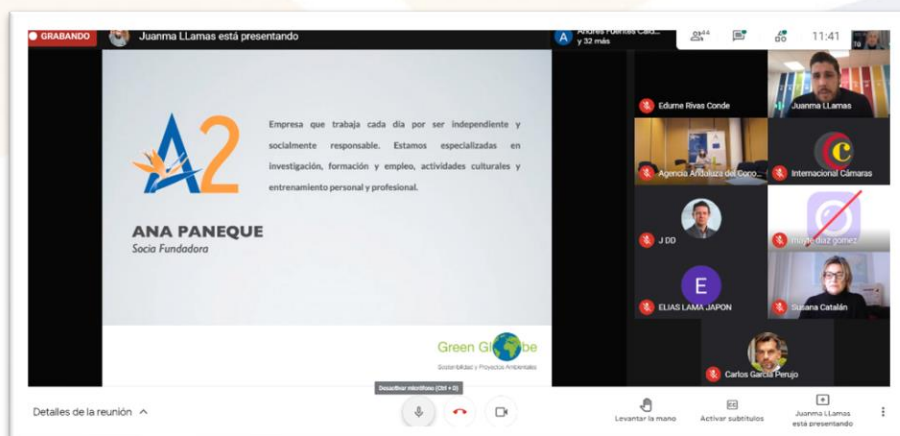 GRABANDO
Juanma LLamas está presentando
A
Andrés Fuentes Cald...
y 32 más
44
11:41
Tú
A2
Empresa que trabaja cada día por ser independiente y
socialmente responsable. Estamos especializadas en
investigación, formación y empleo, actividades culturales y
entrenamiento personal y profesional.
ANA PANEQUE
Socia Fundadora
Green Globe
Sostenibilidad y Proyectos Ambientales
Edurne Rivas Conde
Juanma LLamas
Agencia Andaluza del Cono...
Internacional Cámaras
J DD
mayte díaz gomez
E
ELIAS LAMA JAPON
Susana Catalán
Carlos García Perujo
Desactivar micrófono (Ctrl + D)
Detalles de la reunión
Levantar la mano
Activar subtítulos
Juanma LLamas
está presentando